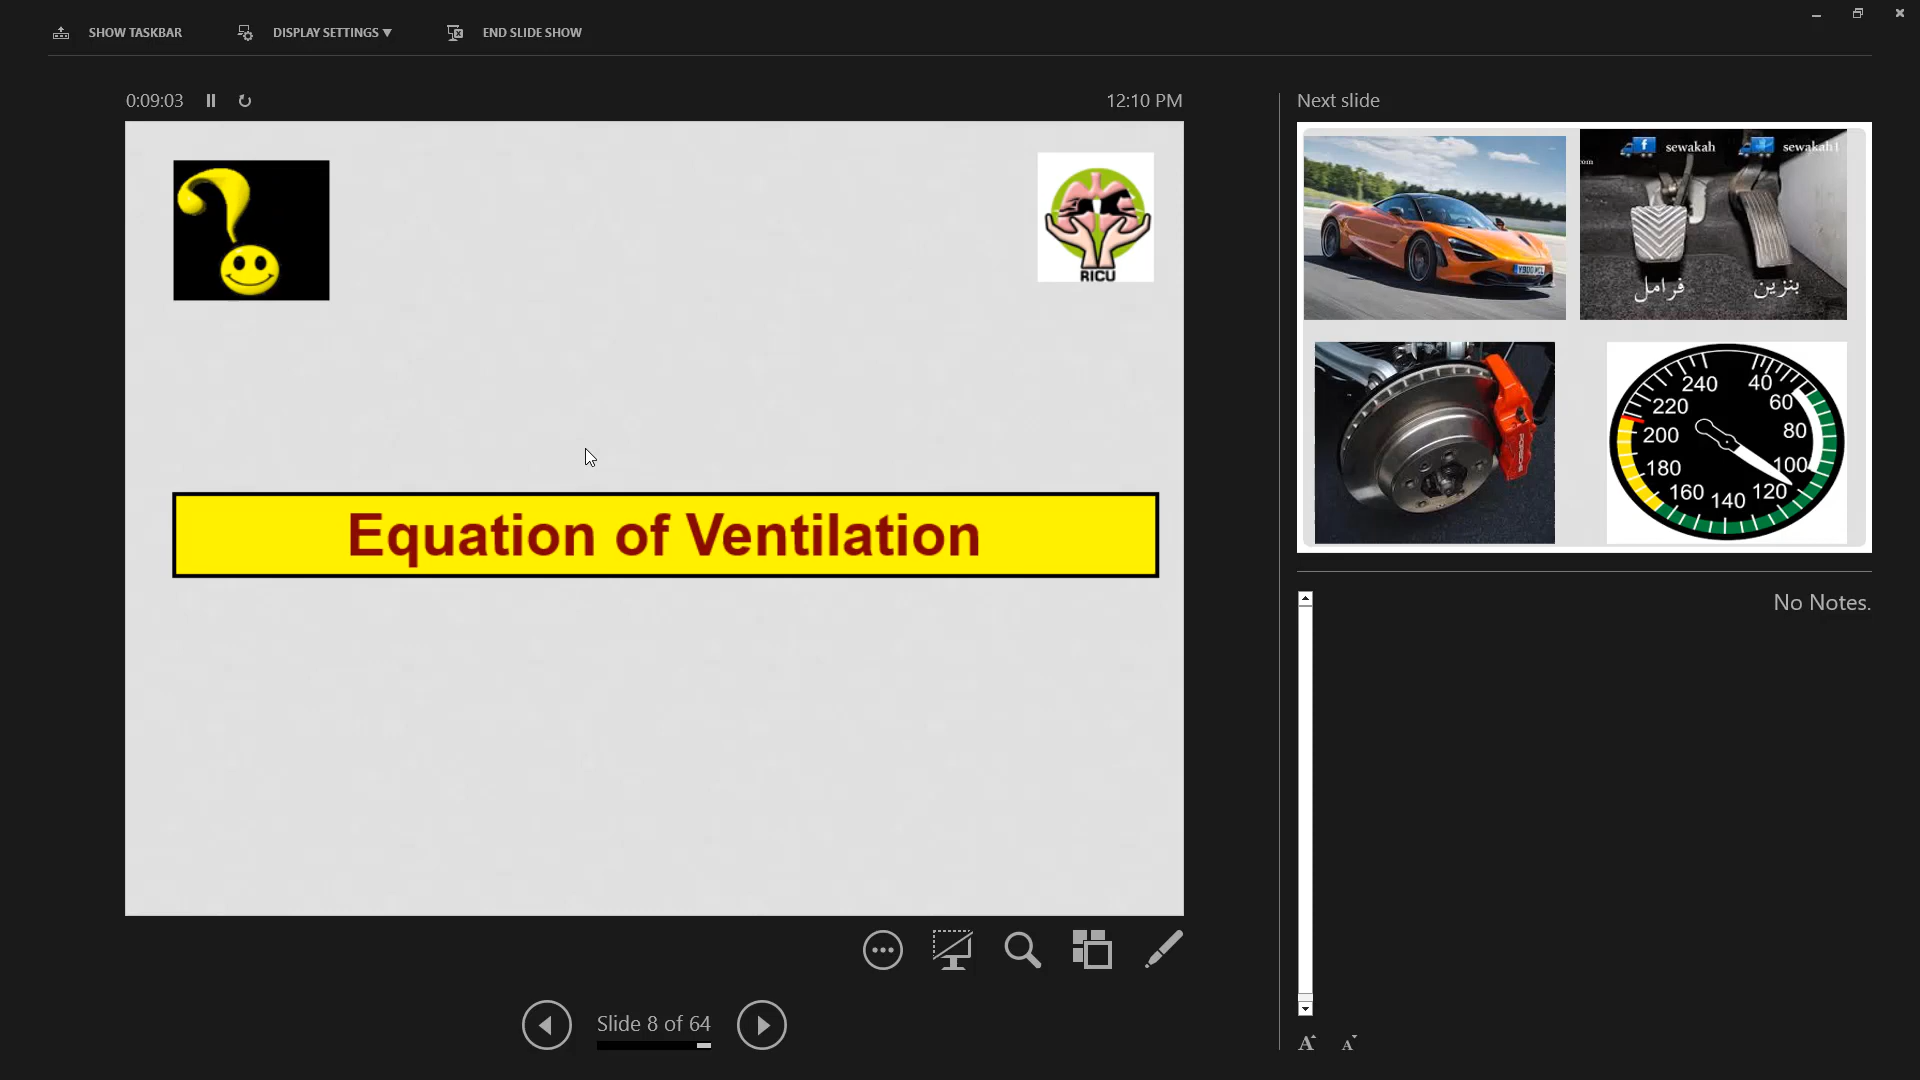 SHOW TASKBAR
DISPLAY SETTINGS ▼
END SLIDE SHOW
0:09:03
12:10 PM
Next slide
RICU
Equation of Ventilation
sewakah
sewakah1
com
فرامل
بنزين
240
40
220
60
200
80
180
100
160
140
120
No Notes.
Slide 8 of 64
A
A